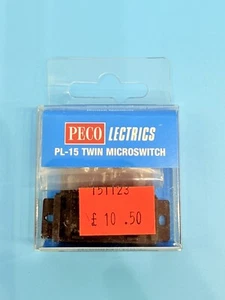 PECO LECTRICS
PL-15 TWIN MICROSWITCH
151123
£ 10 .50